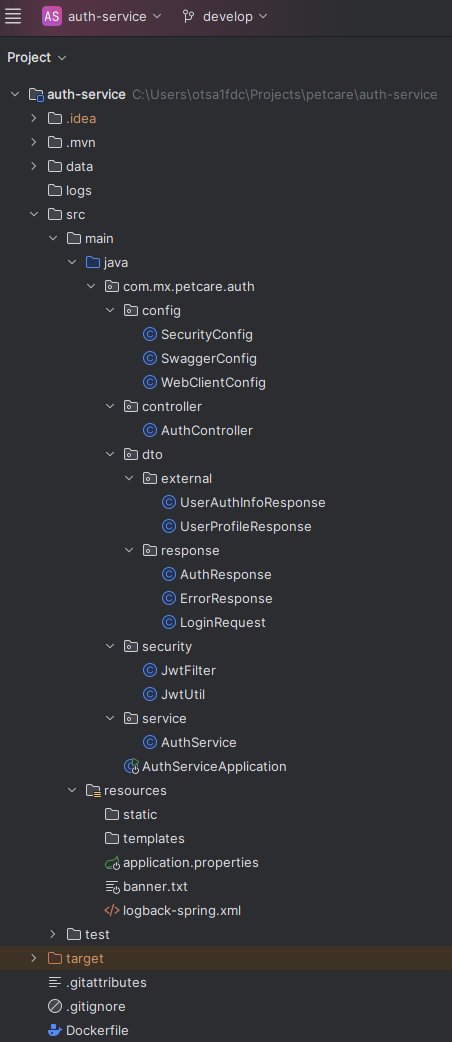 AS auth-service develop
Project
auth-service C:\Users\otsa1fdc\Projects\petcare\auth-service
.idea
.mvn
data
logs
src
main
java
com.mx.petcare.auth
config
SecurityConfig
SwaggerConfig
WebClientConfig
controller
AuthController
dto
external
UserAuthInfoResponse
UserProfileResponse
response
AuthResponse
ErrorResponse
LoginRequest
security
JwtFilter
JwtUtil
service
AuthService
AuthServiceApplication
resources
static
templates
application.properties
banner.txt
logback-spring.xml
test
target
.gitattributes
.gitignore
Dockerfile